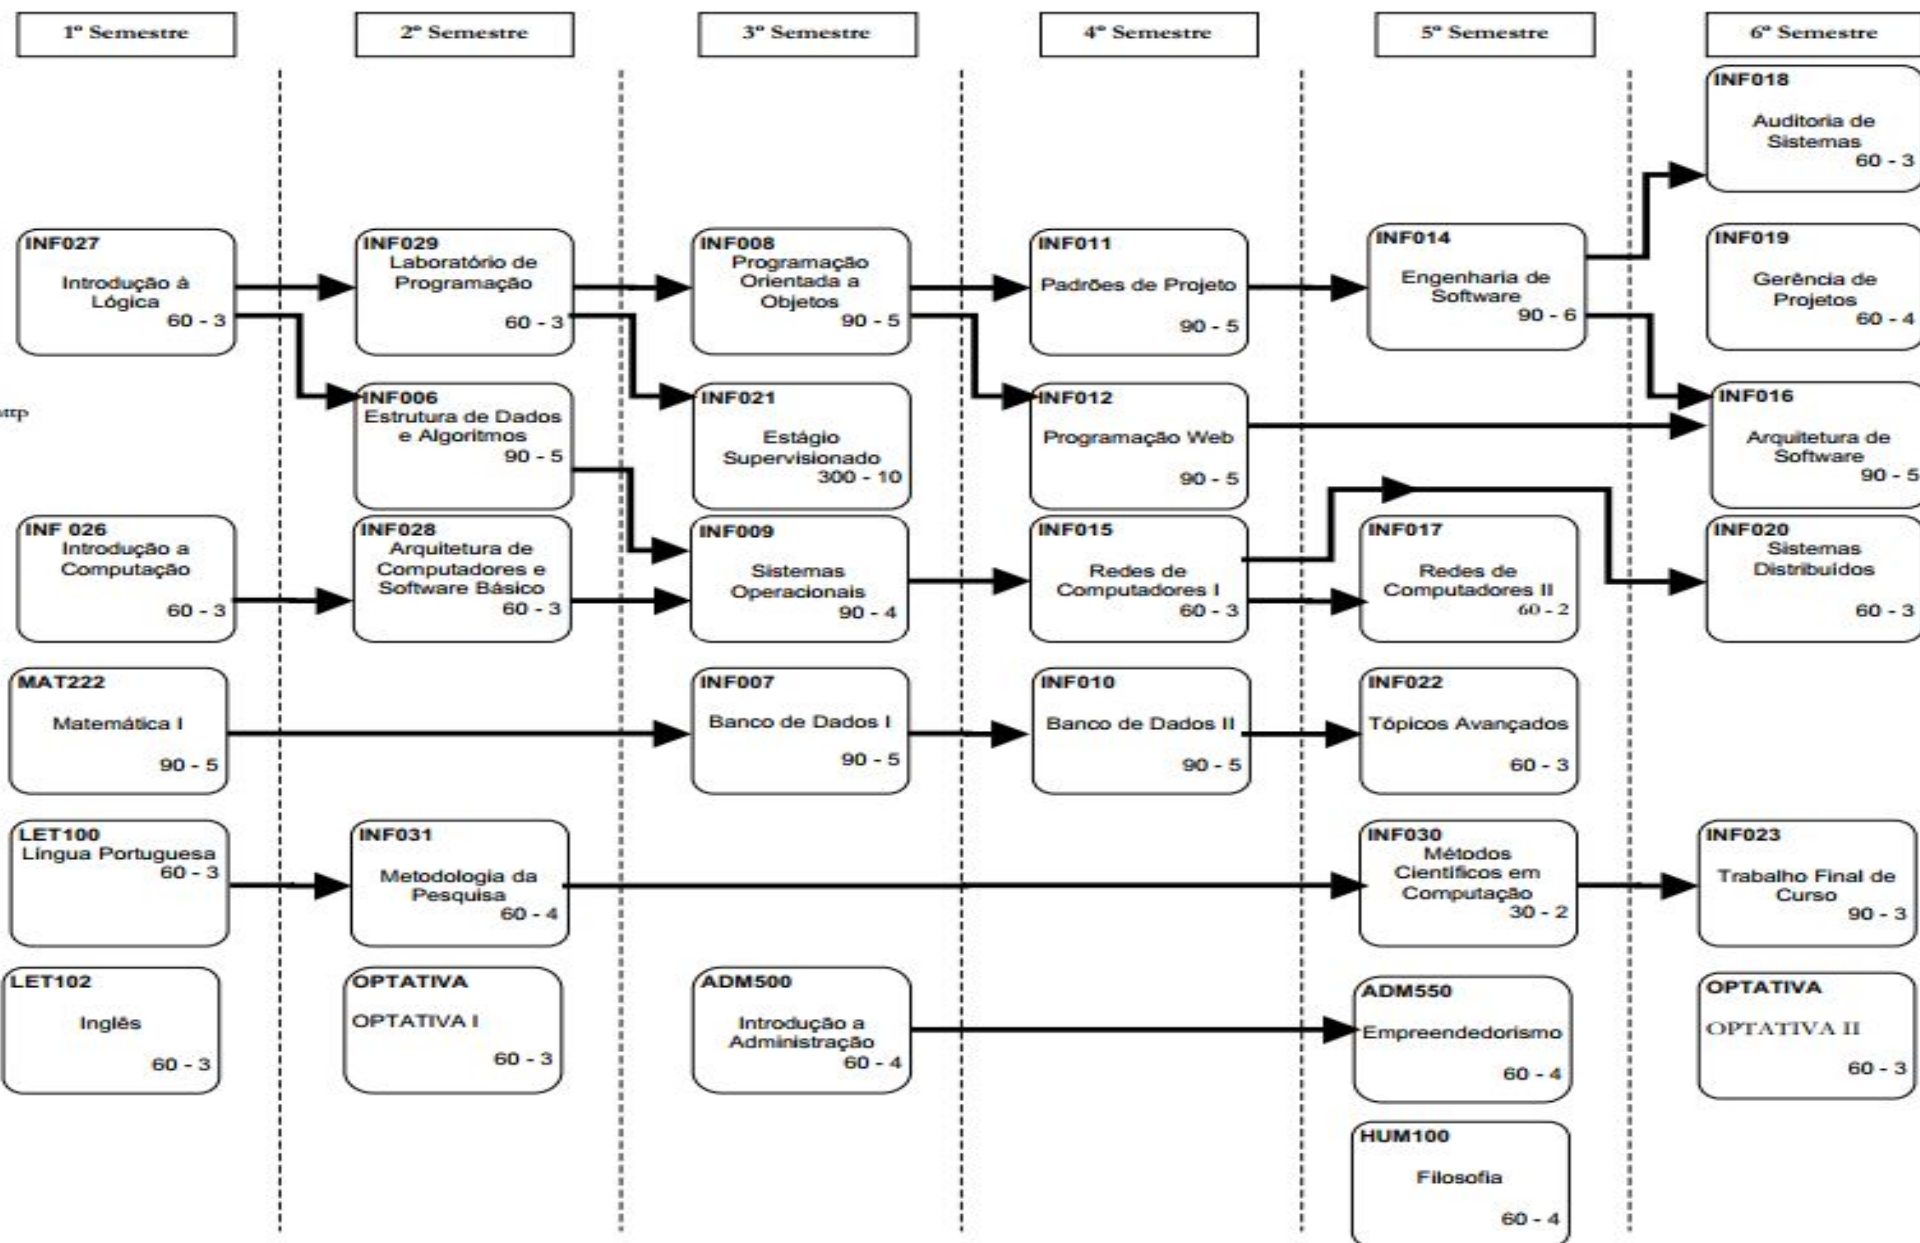 1º Semestre
2º Semestre
3º Semestre
4º Semestre
5º Semestre
6º Semestre
INF027
Introdução à
Lógica
60 - 3
INF 026
Introdução a
Computação
60 - 3
MAT222
Matemática I
90 - 5
LET100
Língua Portuguesa
60 - 3
LET102
Inglês
60 - 3
INF029
Laboratório de
Programação
60 - 3
INF006
Estrutura de Dados
e Algoritmos
90 - 5
INF028
Arquitetura de
Computadores e
Software Básico
60 - 3
INF031
Metodologia da
Pesquisa
60 - 4
OPTATIVA
OPTATIVA I
60 - 3
INF008
Programação
Orientada a
Objetos
90 - 5
INF021
Estágio
Supervisionado
300 - 10
INF009
Sistemas
Operacionais
90 - 4
INF007
Banco de Dados I
90 - 5
ADM500
Introdução a
Administração
60 - 4
INF011
Padrões de Projeto
90 - 5
INF012
Programação Web
90 - 5
INF015
Redes de
Computadores I
60 - 3
INF010
Banco de Dados II
90 - 5
INF014
Engenharia de
Software
90 - 6
INF017
Redes de
Computadores II
60 - 2
INF022
Tópicos Avançados
60 - 3
INF030
Métodos
Científicos em
Computação
30 - 2
ADM550
Empreendedorismo
60 - 4
HUM100
Filosofia
60 - 4
INF018
Auditoria de
Sistemas
60 - 3
INF019
Gerência de
Projetos
60 - 4
INF016
Arquitetura de
Software
90 - 5
INF020
Sistemas
Distribuídos
60 - 3
INF023
Trabalho Final de
Curso
90 - 3
OPTATIVA
OPTATIVA II
60 - 3